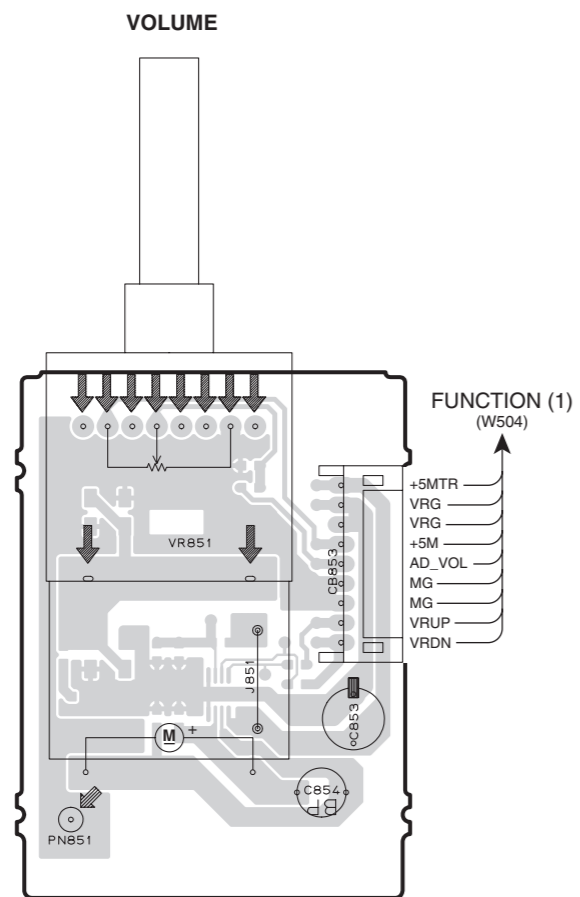 VOLUME
FUNCTION (1)
(W504)
+5MTR
VRG
VRG
+5M
AD_VOL
MG
MG
VRUP
VRDN
VR851
CB853
J851
C853
M
+
C854
BP
PN851